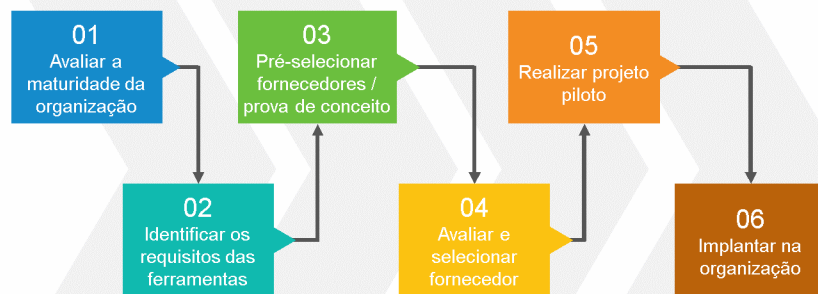 01
Avaliar a
maturidade da
organização
02
Identificar os
requisitos das
ferramentas
03
Pré-selecionar
fornecedores /
prova de conceito
04
Avaliar e
selecionar
fornecedor
05
Realizar projeto
piloto
06
Implantar na
organização